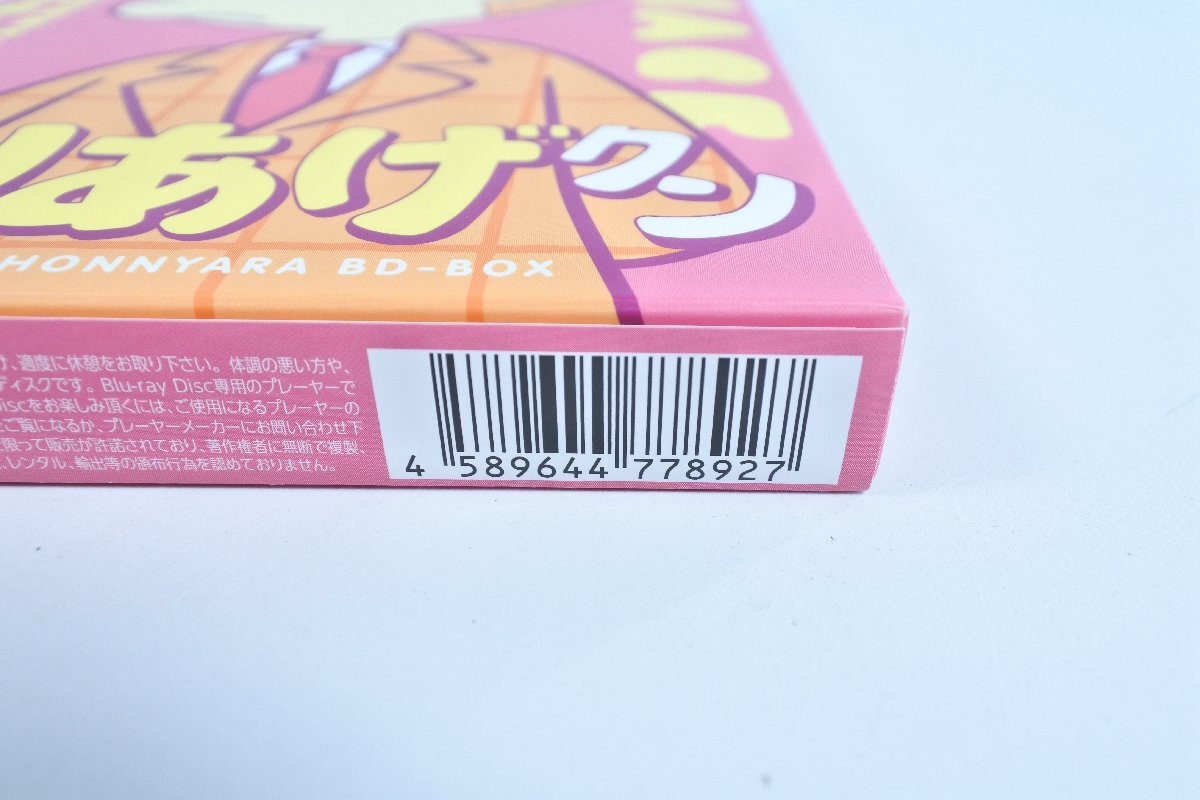 りあげクン
HONNYARA BD-BOX
け、適度に休憩をお取り下さい。体調の悪い方や、
ディスクです。Blu-ray Disc専用のプレーヤーで
Discをお楽しみ頂くには、ご使用になるプレーヤーの
をご覧になるか、プレーヤーメーカーにお問い合わせ下
に限って販売が許諾されており、著作権者に無断で複製、
、レンタル、輸出等の頒布行為を認めておりません。
4 589644 778927